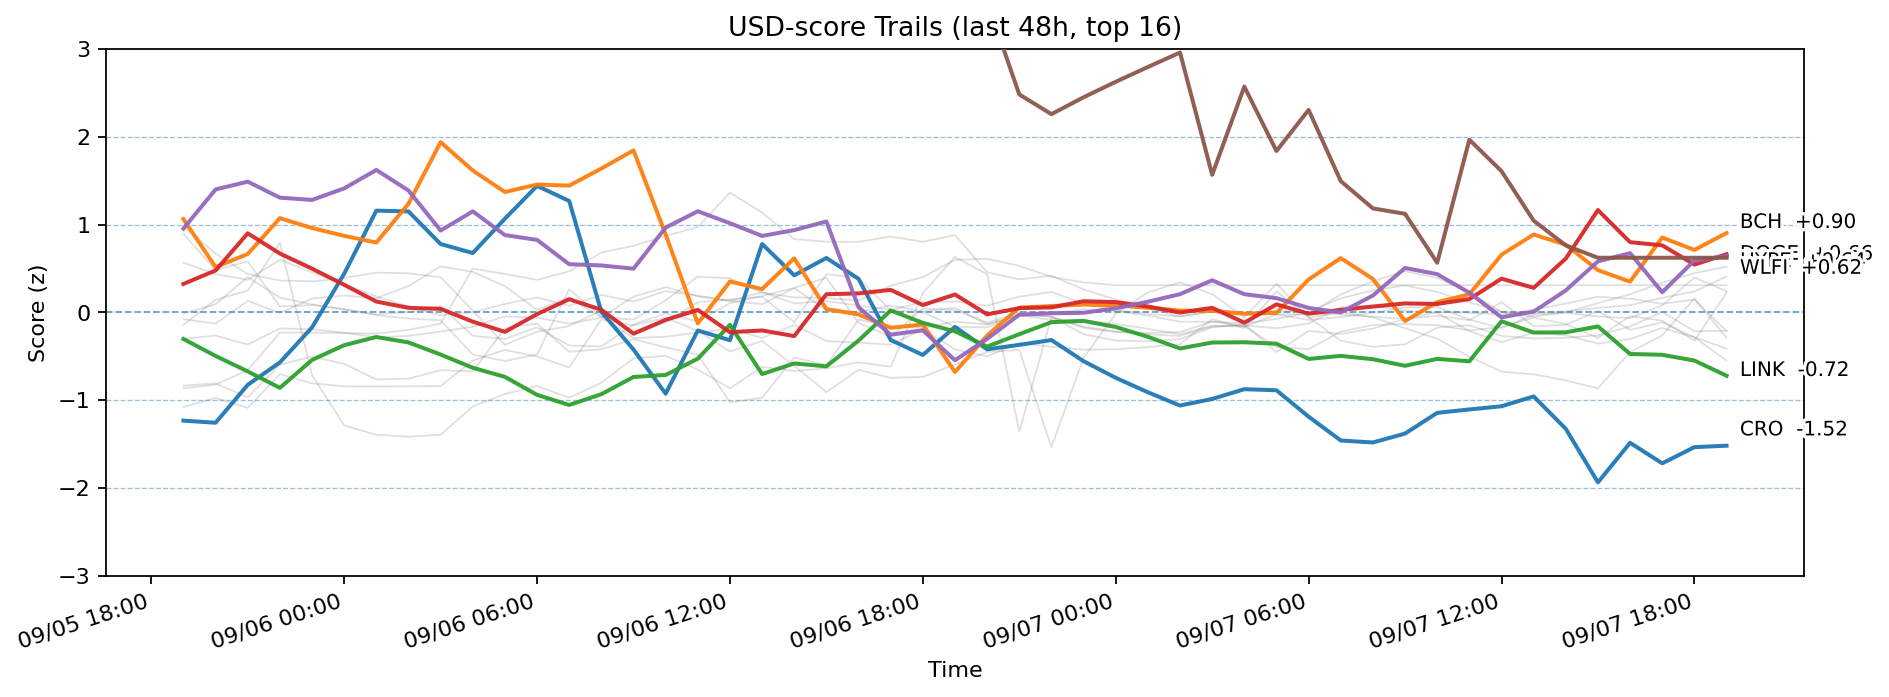 USD-score Trails (last 48h, top 16)
Score (z)
3
2
1
0
−1
−2
−3
BCH +0.90
WLFI +0.62
LINK -0.72
CRO -1.52
09/05 18:00
09/06 00:00
09/06 06:00
09/06 12:00
09/06 18:00
09/07 00:00
09/07 06:00
09/07 12:00
09/07 18:00
Time